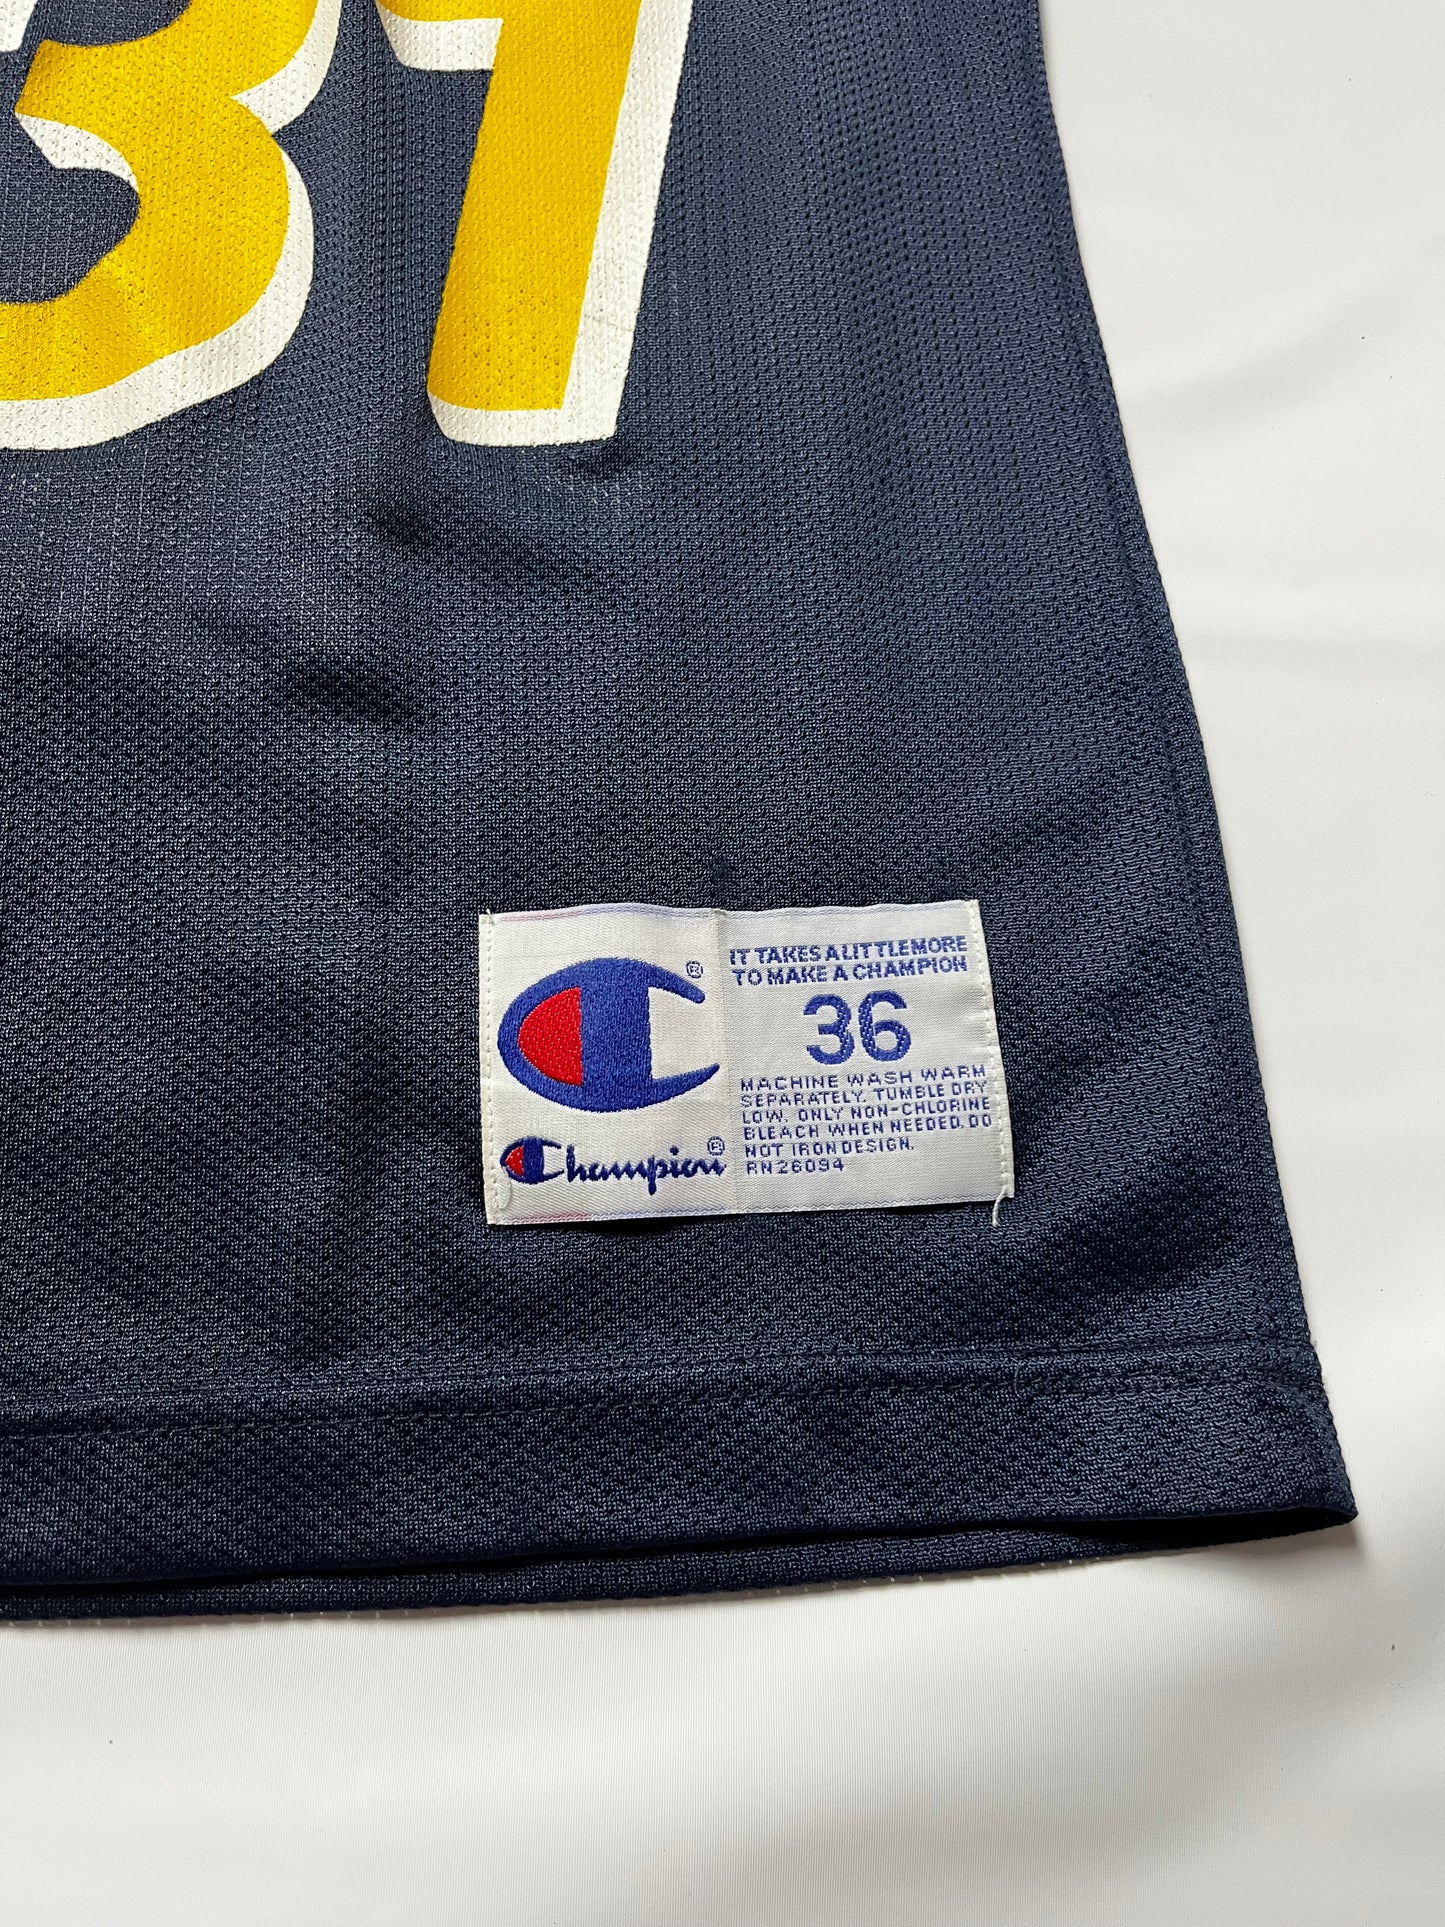 31
®
IT TAKES A LITTLE MORE
TO MAKE A CHAMPION
36
MACHINE WASH WARM
SEPARATELY. TUMBLE DRY
LOW. ONLY NON-CHLORINE
BLEACH WHEN NEEDED. DO
NOT IRON DESIGN.
RN26094
Champion®